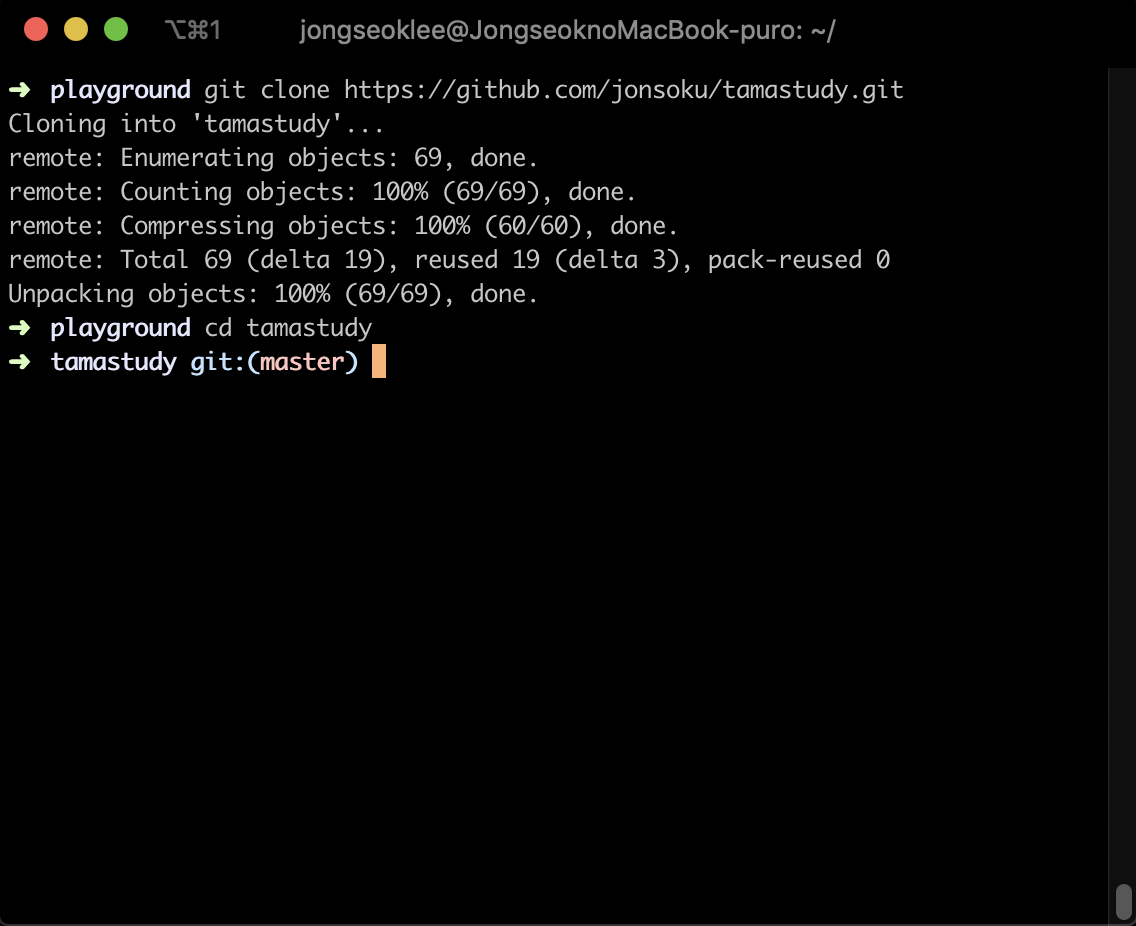 ⌥⌘1 jongseoklee@JongseoknoMacBook-puro: ~/
➜ playground git clone https://github.com/jonsoku/tamastudy.git
Cloning into 'tamastudy'...
remote: Enumerating objects: 69, done.
remote: Counting objects: 100% (69/69), done.
remote: Compressing objects: 100% (60/60), done.
remote: Total 69 (delta 19), reused 19 (delta 3), pack-reused 0
Unpacking objects: 100% (69/69), done.
➜ playground cd tamastudy
➜ tamastudy git:(master)